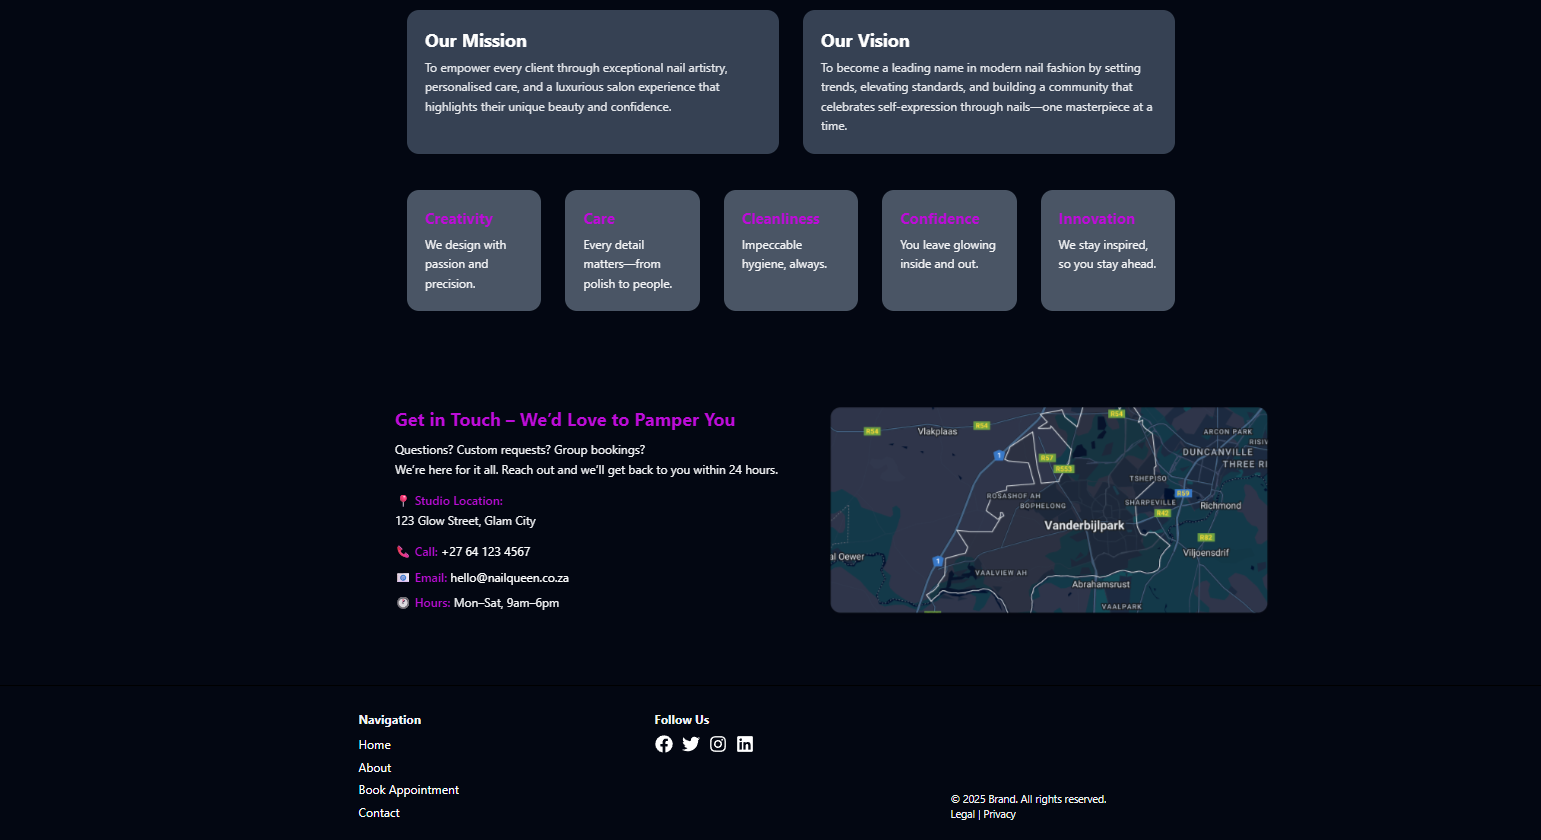 Our Mission
To empower every client through exceptional nail artistry,
personalised care, and a luxurious salon experience that
highlights their unique beauty and confidence.
Our Vision
To become a leading name in modern nail fashion by setting
trends, elevating standards, and building a community that
celebrates self-expression through nails—one masterpiece at a
time.
Creativity
We design with
passion and
precision.
Care
Every detail
matters—from
polish to people.
Cleanliness
Impeccable
hygiene, always.
Confidence
You leave glowing
inside and out.
Innovation
We stay inspired,
so you stay ahead.
Get in Touch – We’d Love to Pamper You
Questions? Custom requests? Group bookings?
We’re here for it all. Reach out and we’ll get back to you within 24 hours.
Studio Location:
123 Glow Street, Glam City
Call: +27 64 123 4567
Email: hello@nailqueen.co.za
Hours: Mon–Sat, 9am–6pm
R54
R54
R54
Vlakplaas
ARCON PARK
RISIV
DUNCANVILLE
THREE RI
1
R57
R553
TSHEPISO
R59
ROSASHOF AH
BOPHELONG
SHARPEVILLE
Richmond
R42
Vanderbijlpark
R82
al Oewer
Viljoensdrif
1
VAALVIEW AH
Abrahamsrust
VAALPARK
Navigation
Home
About
Book Appointment
Contact
Follow Us
© 2025 Brand. All rights reserved.
Legal | Privacy